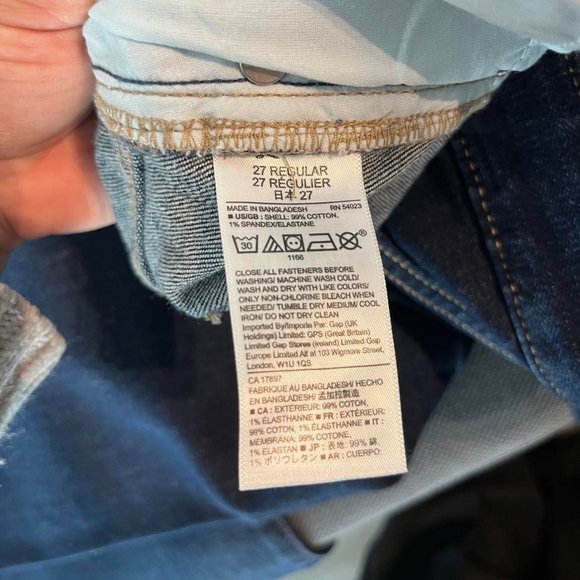 27 REGULAR
27 RÉGULIER
日本 27
MADE IN BANGLADESH RN 54023
■ US/GB : SHELL: 99% COTTON,
1% SPANDEX/ELASTANE
30
1166
CLOSE ALL FASTENERS BEFORE
WASHING/ MACHINE WASH COLD/
WASH AND DRY WITH LIKE COLORS/
ONLY NON-CHLORINE BLEACH WHEN
NEEDED/ TUMBLE DRY MEDIUM/ COOL
IRON/ DO NOT DRY CLEAN
Imported By/Importe Par: Gap (UK
Holdings) Limited: GPS (Great Britain)
Limited Gap Stores (Ireland) Limited Gap
Europe Limited All at 103 Wigmore Street,
London, W1U 1QS
CA 17897
FABRIQUÉ AU BANGLADESH/ HECHO
EN BANGLADESH/ 孟加拉製造
■ CA : EXTÉRIEUR: 99% COTON,
1% ÉLASTHANNE ■ FR : EXTÉRIEUR:
99% COTON, 1% ÉLASTHANNE ■ IT :
MEMBRANA: 99% COTONE,
1% ELASTAN ■ JP : 表地: 99% 綿,
1% ポリウレタン ■ AR : CUERPO: